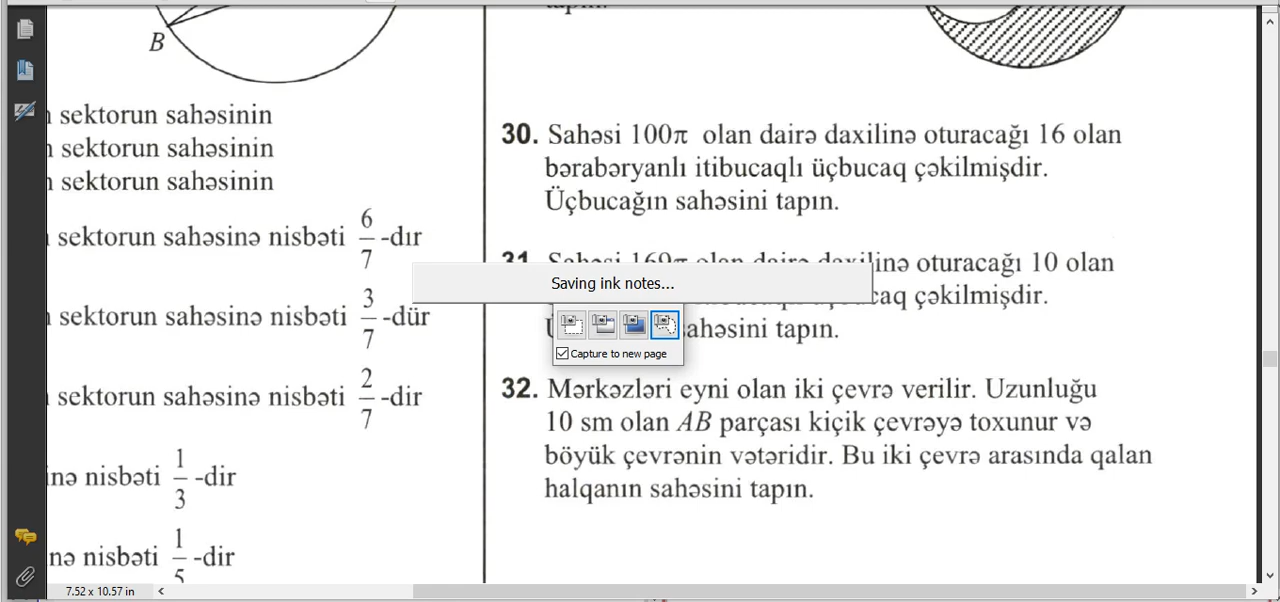 B
sektorun sahəsinin
sektorun sahəsinin
sektorun sahəsinin
sektorun sahəsinə nisbəti 6/7 -dır
sektorun sahəsinə nisbəti 3/7 -dür
sektorun sahəsinə nisbəti 2/7 -dir
nisbəti 1/3 -dir
nisbəti 1/5 -dir
30. Sahəsi 100π olan dairə daxilinə oturacağı 16 olan
bərabəryanlı itibucaqlı üçbucaq çəkilmişdir.
Üçbucağın sahəsini tapın.
31. Sahəsi 169π olan dairə daxilinə oturacağı 10 olan
çəkilmişdir.
sahəsini tapın.
Saving ink notes...
Capture to new page
32. Mərkəzləri eyni olan iki çevrə verilir. Uzunluğu
10 sm olan AB parçası kiçik çevrəyə toxunur və
böyük çevrənin vətəridir. Bu iki çevrə arasında qalan
halqanın sahəsini tapın.
7.52 x 10.57 in